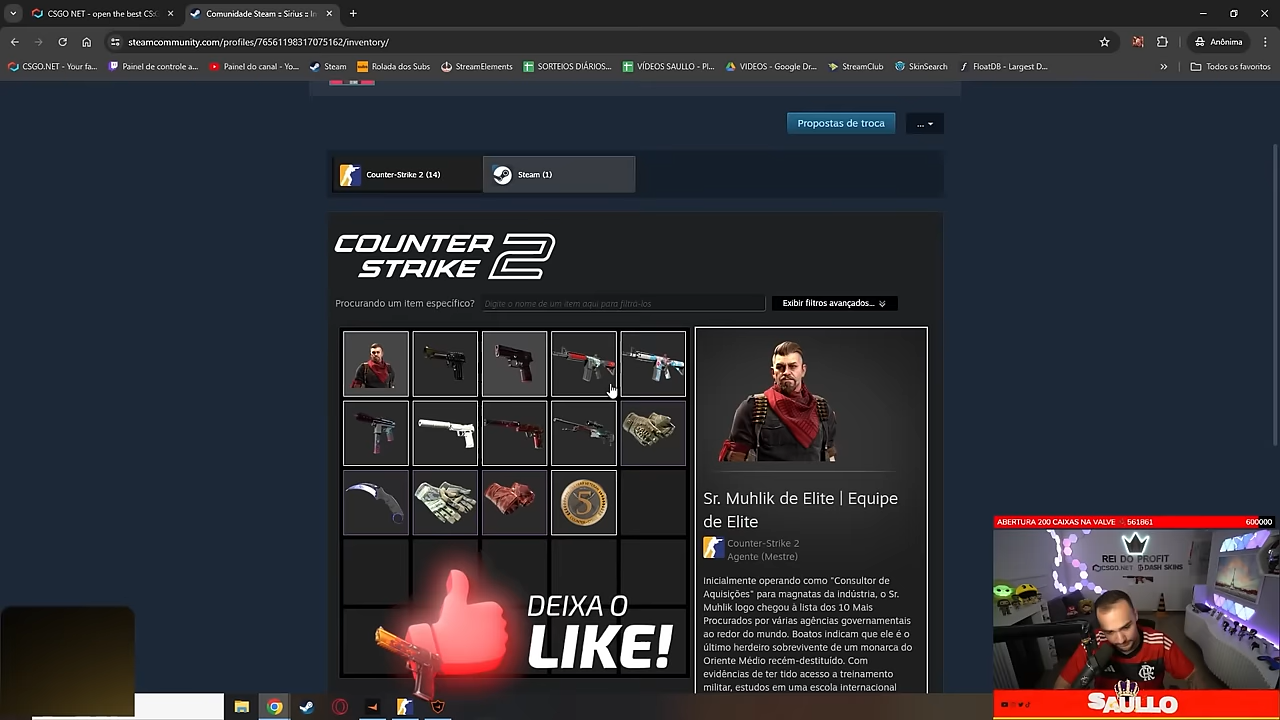 CSGO NET - open the best CS:
Comunidade Steam :: Sirius :: In
steamcommunity.com/profiles/76561198317075162/inventory/
Anônima
CSGO.NET - Your fa...
Painel de controle a...
Painel do canal - Yo...
Steam
Rolada dos Subs
StreamElements
SORTEIOS DIÁRIOS...
VÍDEOS SAULLO - Pl...
VIDEOS - Google Dr...
StreamClub
SkinSearch
FloatDB - Largest D...
Todos os favoritos
Propostas de troca
...
Counter-Strike 2 (14)
Steam (1)
COUNTER
STRIKE 2
Procurando um item específico?
Digite o nome de um item aqui para filtrá-los
Exibir filtros avançados...
Sr. Muhlik de Elite | Equipe
de Elite
Counter-Strike 2
Agente (Mestre)
Inicialmente operando como "Consultor de
Aquisições" para magnatas da indústria, o Sr.
Muhlik logo chegou à lista dos 10 Mais
Procurados por várias agências governamentais
ao redor do mundo. Boatos indicam que ele é o
último herdeiro sobrevivente de um monarca do
Oriente Médio recém-destituído. Com
evidências de ter tido acesso a treinamento
militar, estudos em uma escola internacional
5
DEIXA O
LIKE!
ABERTURA 200 CAIXAS NA VALVE
561861
600000
REI DO PROFIT
CSGO.NET
DASH SKINS
CRF
SAULLO